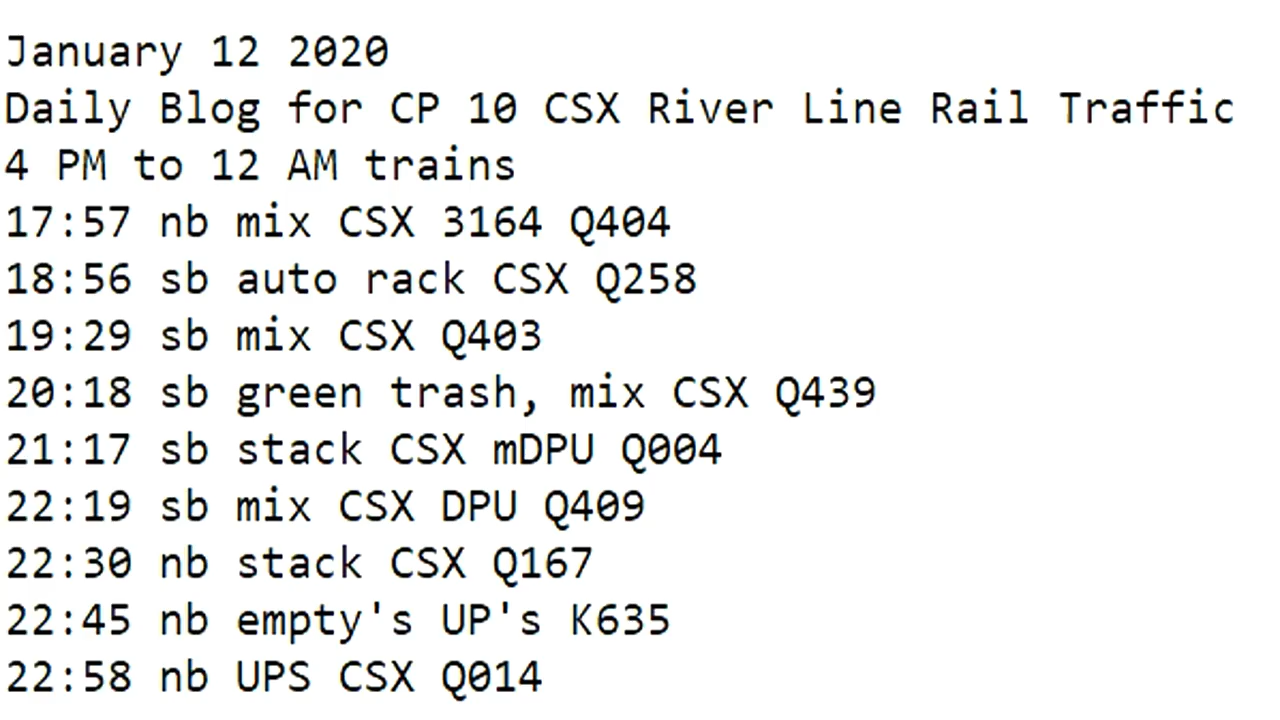 January 12 2020
Daily Blog for CP 10 CSX River Line Rail Traffic
4 PM to 12 AM trains
17:57 nb mix CSX 3164 Q404
18:56 sb auto rack CSX Q258
19:29 sb mix CSX Q403
20:18 sb green trash, mix CSX Q439
21:17 sb stack CSX mDPU Q004
22:19 sb mix CSX DPU Q409
22:30 nb stack CSX Q167
22:45 nb empty's UP's K635
22:58 nb UPS CSX Q014